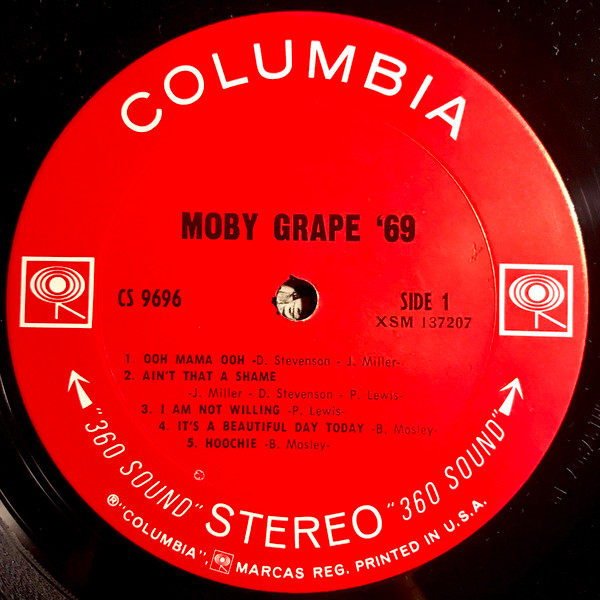 COLUMBIA
MOBY GRAPE '69
CS 9696
SIDE 1
XSM 137207
1. OOH MAMA OOH -D. Stevenson - J. Miller-
2. AIN'T THAT A SHAME
-J. Miller - D. Stevenson - P. Lewis-
3. I AM NOT WILLING -P. Lewis-
4. IT'S A BEAUTIFUL DAY TODAY -B. Mosley-
5. HOOCHIE -B. Mosley-
"360 SOUND" STEREO "360 SOUND"
® "COLUMBIA", MARCAS REG. PRINTED IN U.S.A.